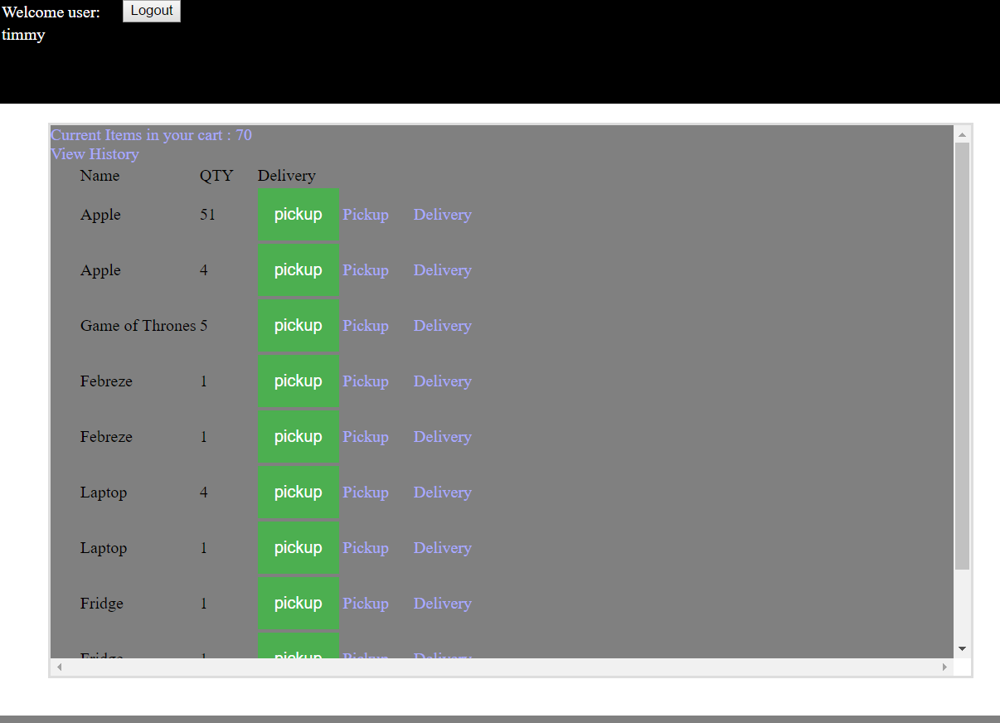 Welcome user: Logout
timmy
Current Items in your cart : 70
View History
Name QTY Delivery
Apple 51 pickup Pickup Delivery
Apple 4 pickup Pickup Delivery
Game of Thrones 5 pickup Pickup Delivery
Febreze 1 pickup Pickup Delivery
Febreze 1 pickup Pickup Delivery
Laptop 4 pickup Pickup Delivery
Laptop 1 pickup Pickup Delivery
Fridge 1 pickup Pickup Delivery
Fridge 1 pickup Pickup Delivery